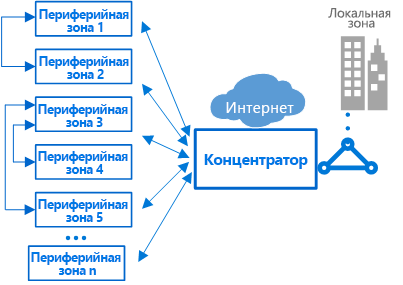 Периферийная
зона 1
Периферийная
зона 2
Периферийная
зона 3
Периферийная
зона 4
Периферийная
зона 5
Периферийная
зона n
Интернет
Концентратор
Локальная
зона